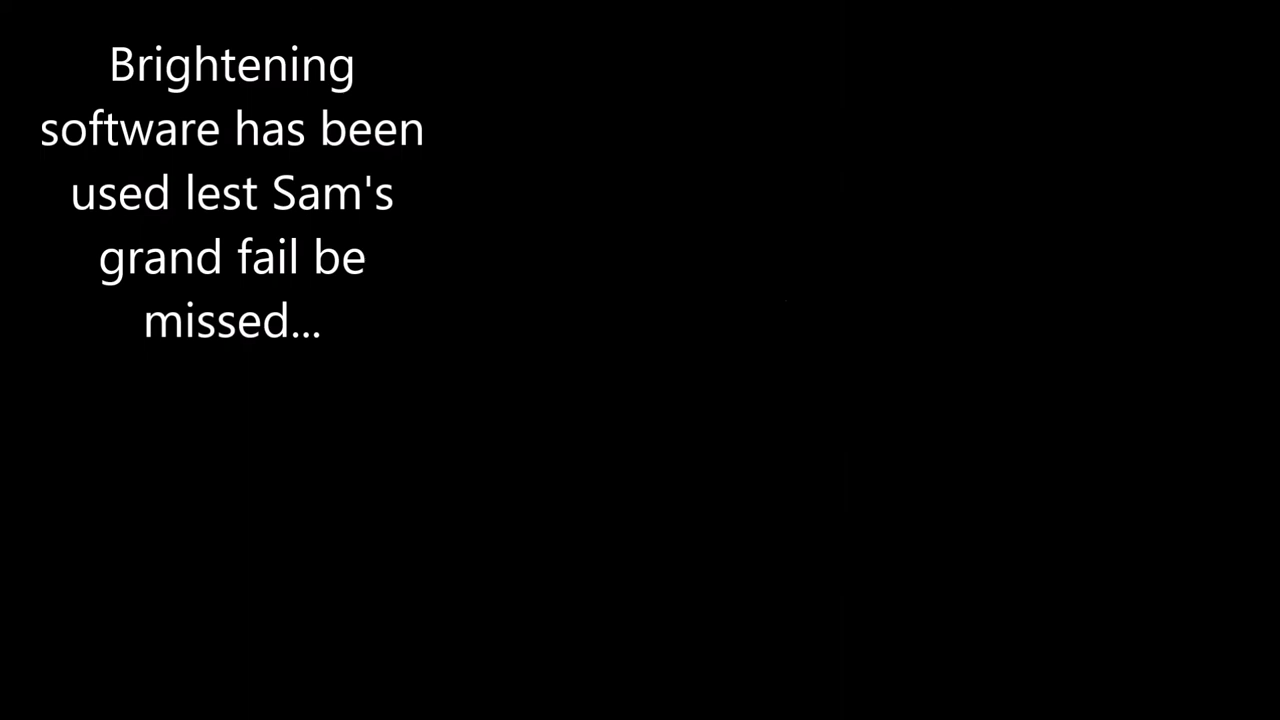 Brightening
software has been
used lest Sam's
grand fail be
missed...